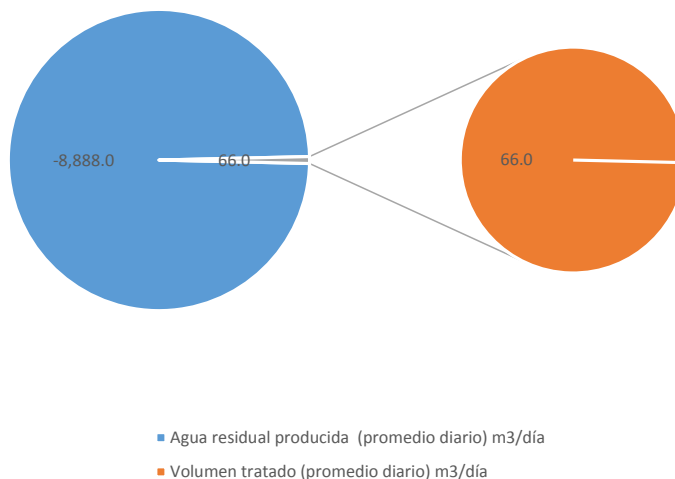 -8,888.0
66.0
66.0
Agua residual producida (promedio diario) m3/día
Volumen tratado (promedio diario) m3/día